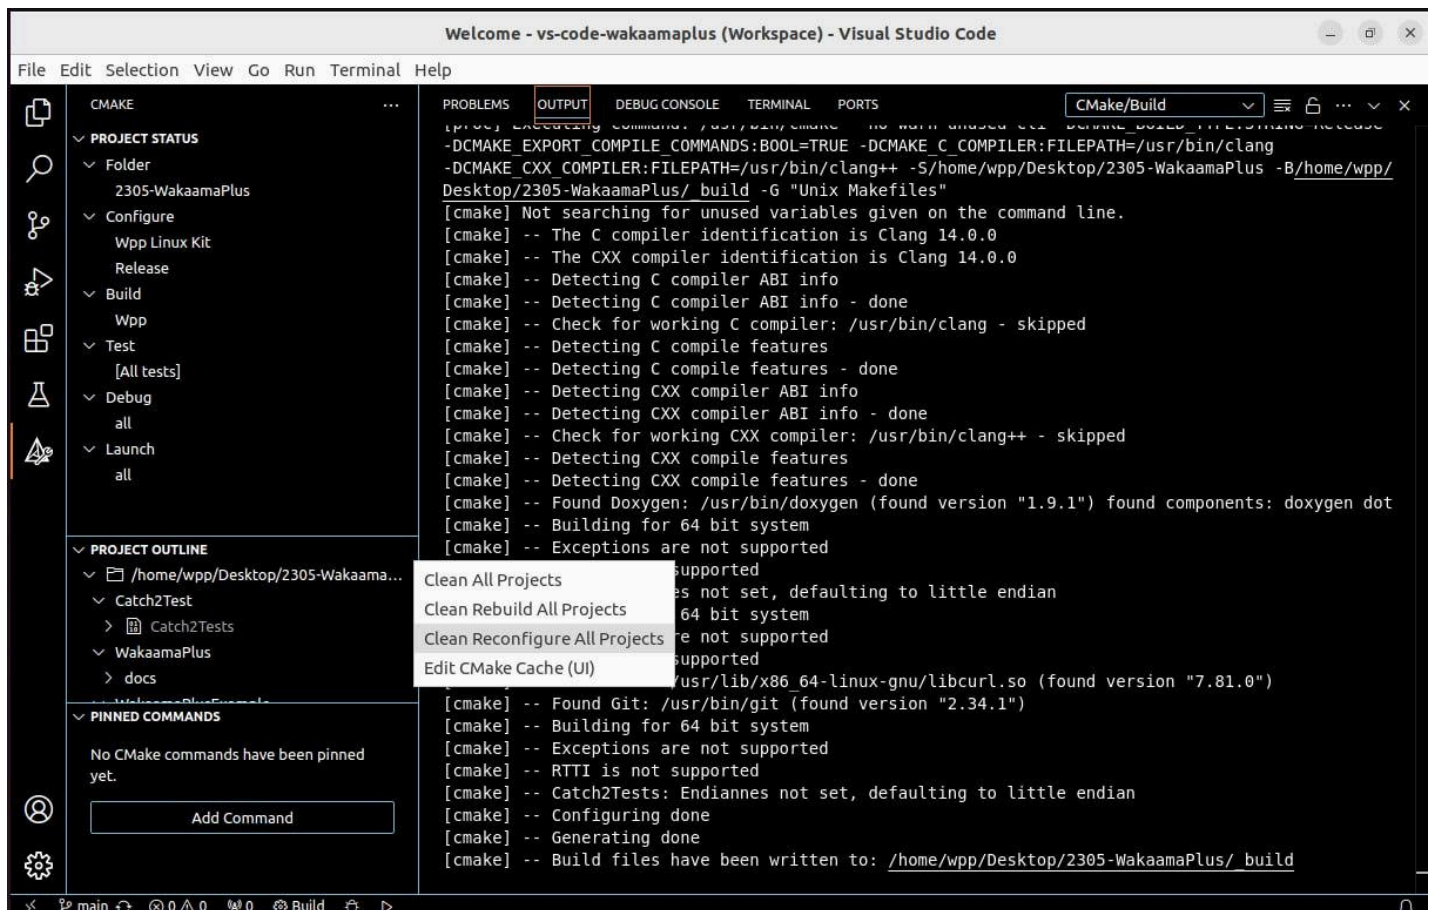 Welcome - vs-code-wakaamaplus (Workspace) - Visual Studio Code
File Edit Selection View Go Run Terminal Help
CMAKE
PROJECT STATUS
Folder
2305-WakaamaPlus
Configure
Wpp Linux Kit
Release
Build
Wpp
Test
[All tests]
Debug
all
Launch
all
PROJECT OUTLINE
/home/wpp/Desktop/2305-Wakaama...
Catch2Test
Catch2Tests
WakaamaPlus
docs
PINNED COMMANDS
No CMake commands have been pinned
yet.
Add Command
PROBLEMS OUTPUT DEBUG CONSOLE TERMINAL PORTS CMake/Build
-DCMAKE_EXPORT_COMPILE_COMMANDS:BOOL=TRUE -DCMAKE_C_COMPILER:FILEPATH=/usr/bin/clang
-DCMAKE_CXX_COMPILER:FILEPATH=/usr/bin/clang++ -S/home/wpp/Desktop/2305-WakaamaPlus -B/home/wpp/
Desktop/2305-WakaamaPlus/_build -G "Unix Makefiles"
[cmake] Not searching for unused variables given on the command line.
[cmake] -- The C compiler identification is Clang 14.0.0
[cmake] -- The CXX compiler identification is Clang 14.0.0
[cmake] -- Detecting C compiler ABI info
[cmake] -- Detecting C compiler ABI info - done
[cmake] -- Check for working C compiler: /usr/bin/clang - skipped
[cmake] -- Detecting C compile features
[cmake] -- Detecting C compile features - done
[cmake] -- Detecting CXX compiler ABI info
[cmake] -- Detecting CXX compiler ABI info - done
[cmake] -- Check for working CXX compiler: /usr/bin/clang++ - skipped
[cmake] -- Detecting CXX compile features
[cmake] -- Detecting CXX compile features - done
[cmake] -- Found Doxygen: /usr/bin/doxygen (found version "1.9.1") found components: doxygen dot
[cmake] -- Building for 64 bit system
[cmake] -- Exceptions are not supported
supported
es not set, defaulting to little endian
64 bit system
re not supported
supported
/usr/lib/x86_64-linux-gnu/libcurl.so (found version "7.81.0")
[cmake] -- Found Git: /usr/bin/git (found version "2.34.1")
[cmake] -- Building for 64 bit system
[cmake] -- Exceptions are not supported
[cmake] -- RTTI is not supported
[cmake] -- Catch2Tests: Endiannes not set, defaulting to little endian
[cmake] -- Configuring done
[cmake] -- Generating done
[cmake] -- Build files have been written to: /home/wpp/Desktop/2305-WakaamaPlus/_build
Clean All Projects
Clean Rebuild All Projects
Clean Reconfigure All Projects
Edit CMake Cache (UI)
main 0 0 0 Build